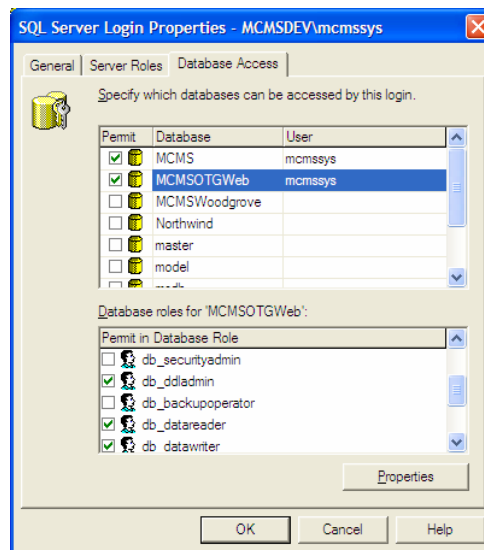 SQL Server Login Properties - MCMSDEV\mcmssys
General Server Roles Database Access
Specify which databases can be accessed by this login.
Permit Database User
MCMS mcmssys
MCMSOTGWeb mcmssys
MCMSWoodgrove
Northwind
master
model
Database roles for 'MCMSOTGWeb':
Permit in Database Role
db_securityadmin
db_ddladmin
db_backupoperator
db_datareader
db_datawriter
Properties
OK Cancel Help